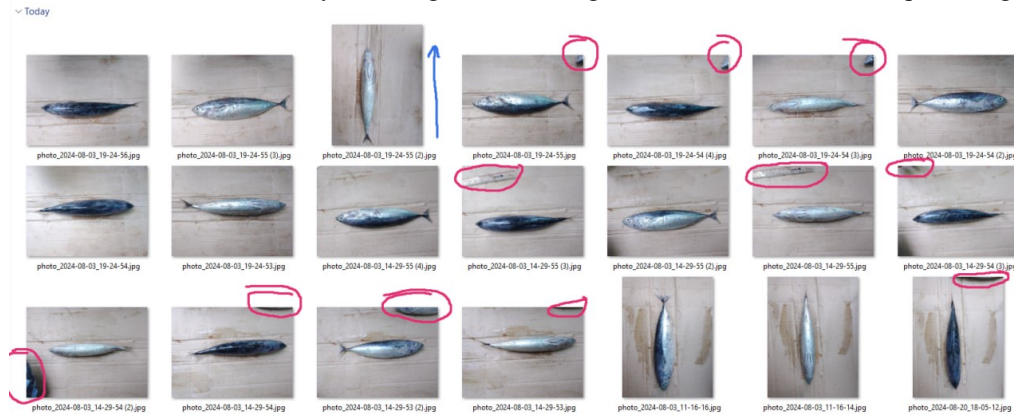 Today
photo_2024-08-03_19-24-56.jpg photo_2024-08-03_19-24-55 (3).jpg photo_2024-08-03_19-24-55 (2).jpg photo_2024-08-03_19-24-55.jpg photo_2024-08-03_19-24-54 (4).jpg photo_2024-08-03_19-24-54 (3).jpg photo_2024-08-03_19-24-54 (2).jpg
photo_2024-08-03_19-24-54.jpg photo_2024-08-03_19-24-53.jpg photo_2024-08-03_14-29-55 (4).jpg photo_2024-08-03_14-29-55 (3).jpg photo_2024-08-03_14-29-55 (2).jpg photo_2024-08-03_14-29-55.jpg photo_2024-08-03_14-29-54 (3).jpg
photo_2024-08-03_14-29-54 (2).jpg photo_2024-08-03_14-29-54.jpg photo_2024-08-03_14-29-53 (2).jpg photo_2024-08-03_14-29-53.jpg photo_2024-08-03_11-16-16.jpg photo_2024-08-03_11-16-14.jpg photo_2024-08-20_18-05-12.jpg